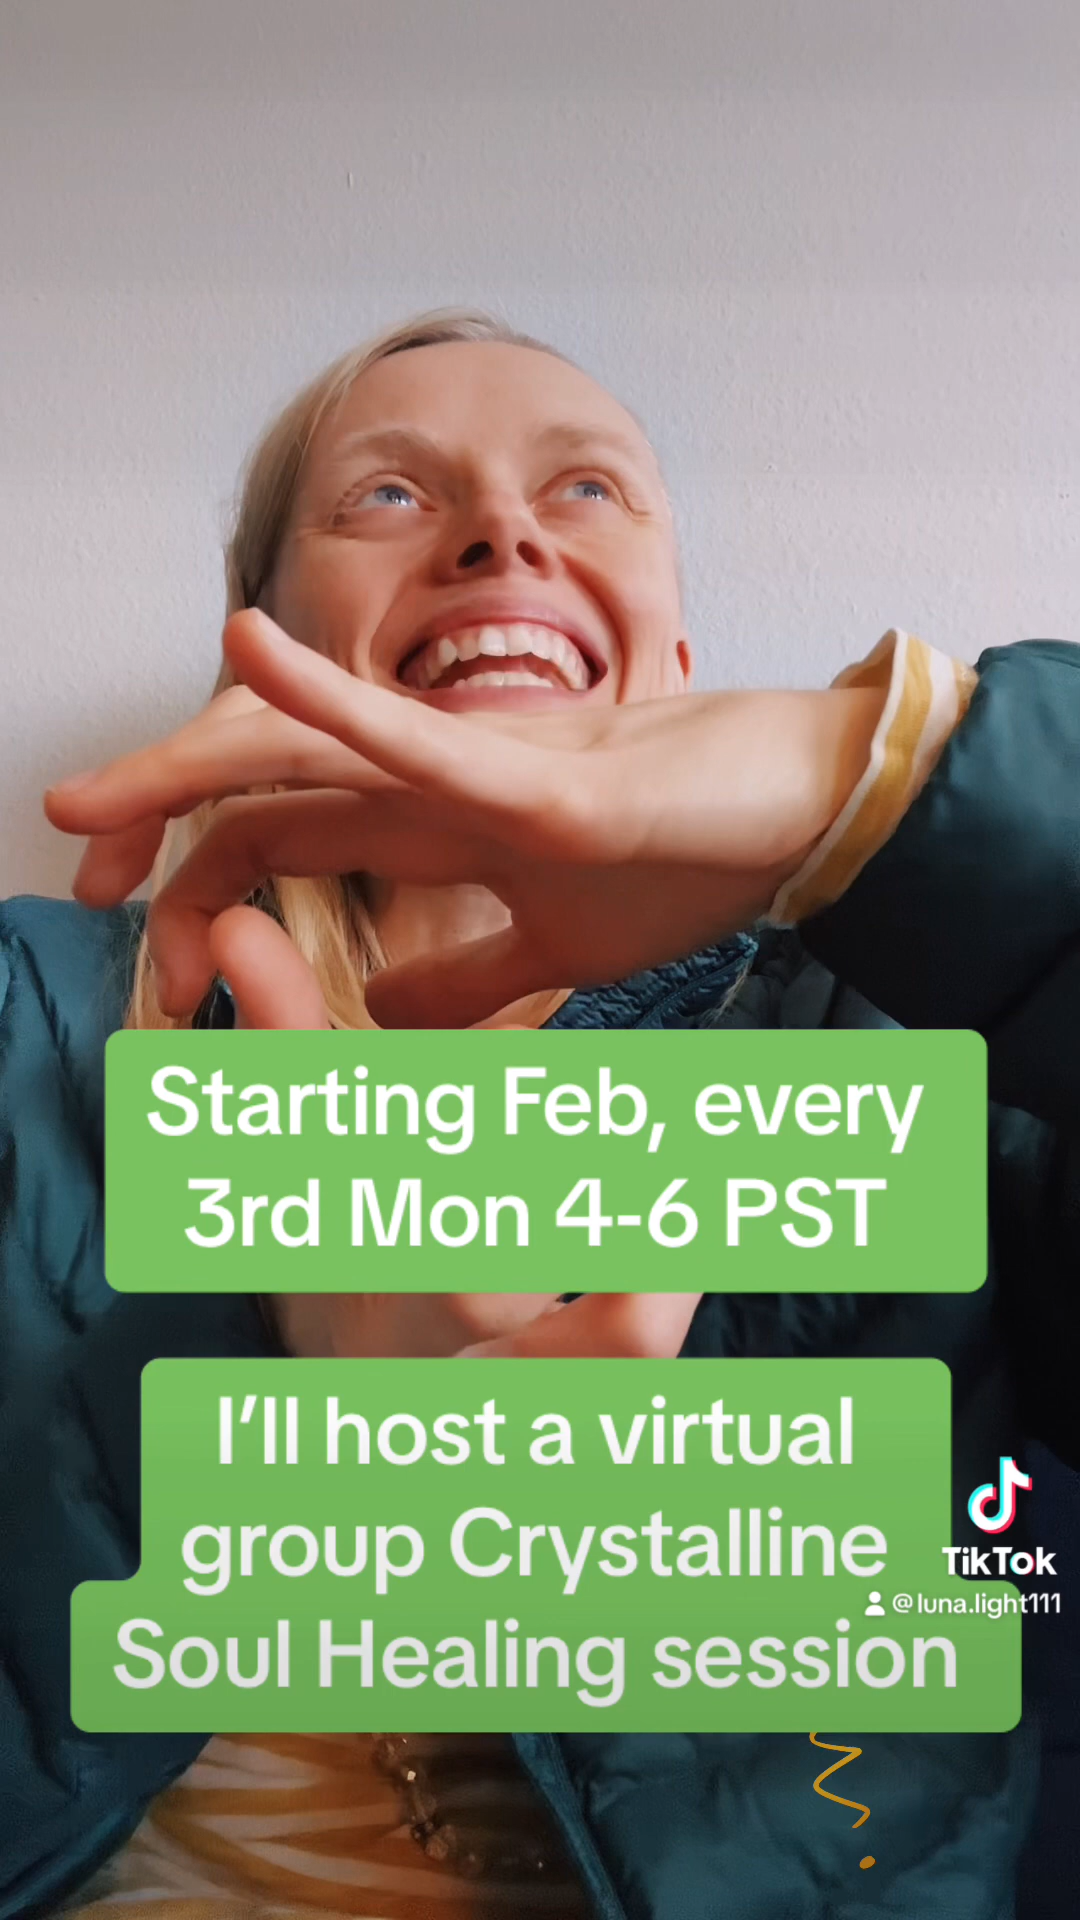 Starting Feb, every
3rd Mon 4-6 PST
I’ll host a virtual
group Crystalline
Soul Healing session
TikTok
@luna.light111